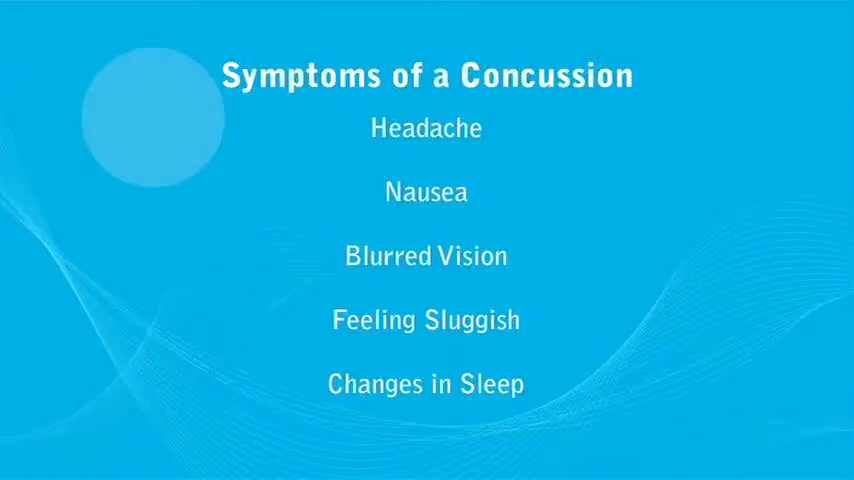 Symptoms of a Concussion
Headache
Nausea
Blurred Vision
Feeling Sluggish
Changes in Sleep